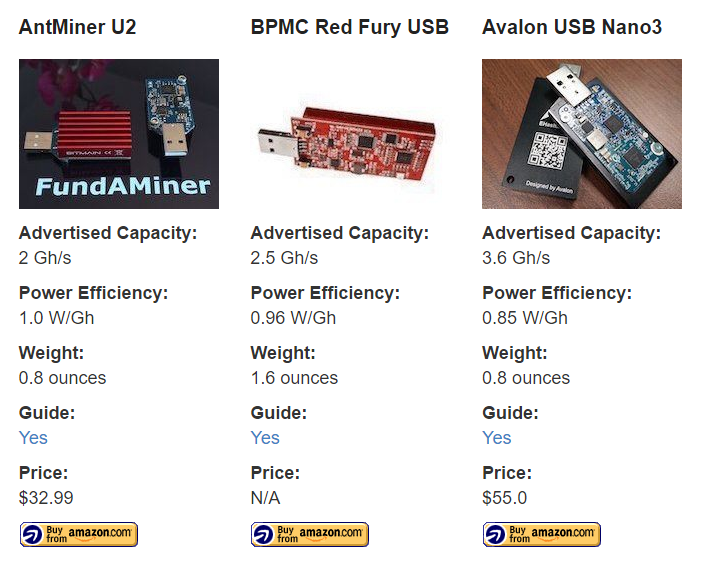 AntMiner U2
BPMC Red Fury USB
Avalon USB Nano3
BITMAIN CE
FundAMiner
Designed by Avalon
Advertised Capacity:
2 Gh/s
Power Efficiency:
1.0 W/Gh
Weight:
0.8 ounces
Guide:
Yes
Price:
$32.99
Buy from amazon.com
Advertised Capacity:
2.5 Gh/s
Power Efficiency:
0.96 W/Gh
Weight:
1.6 ounces
Guide:
Yes
Price:
N/A
Buy from amazon.com
Advertised Capacity:
3.6 Gh/s
Power Efficiency:
0.85 W/Gh
Weight:
0.8 ounces
Guide:
Yes
Price:
$55.0
Buy from amazon.com